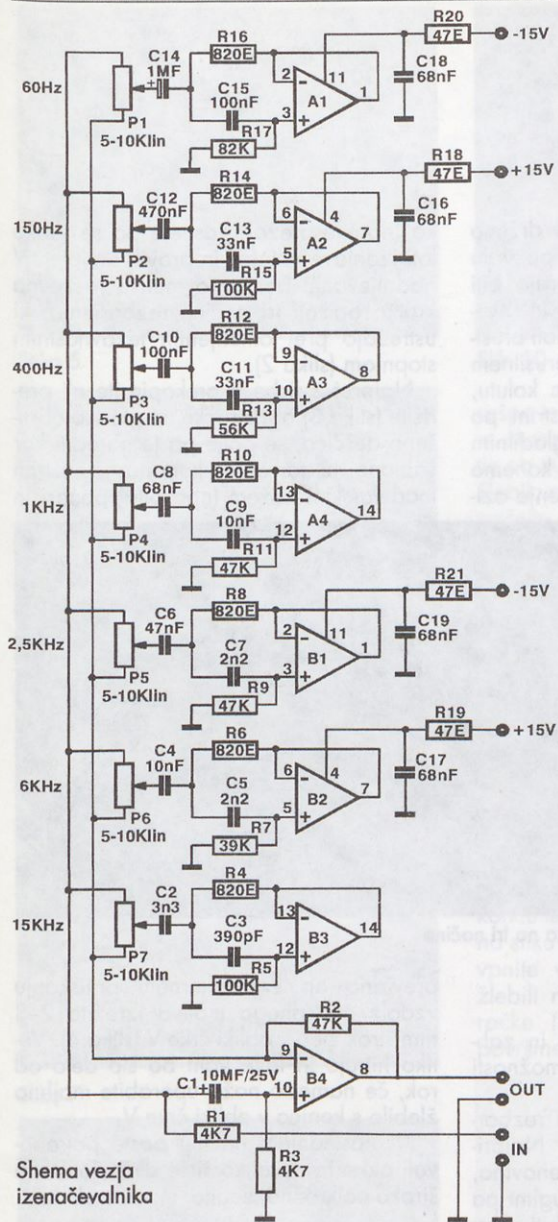 R16
820E
R20
47E
-15V
C14
1MF
+
2
11
C18
68nF
60Hz
C15
100nF
-
A1
1
3
+
P1
5-10Klin
R17
82K
R14
820E
R18
47E
+15V
C12
470nF
6
4
C16
68nF
150Hz
C13
33nF
-
A2
7
5
+
P2
5-10Klin
R15
100K
R12
820E
C10
100nF
9
400Hz
C11
33nF
-
A3
8
10
+
P3
5-10Klin
R13
56K
R10
820E
C8
68nF
13
1KHz
C9
10nF
-
A4
14
12
+
P4
5-10Klin
R11
47K
R8
820E
R21
47E
-15V
C6
47nF
2
11
C19
68nF
2,5KHz
C7
2n2
-
B1
1
3
+
P5
5-10Klin
R9
47K
R6
820E
R19
47E
+15V
C4
10nF
6
4
C17
68nF
6KHz
C5
2n2
-
B2
7
5
+
P6
5-10Klin
R7
39K
R4
820E
C2
3n3
13
15KHz
C3
390pF
-
B3
14
12
+
P7
5-10Klin
R5
100K
R2
47K
9
-
8
10MF/25V
B4
C1
+
10
+
OUT
R1
4K7
IN
R3
4K7
Shema vezja
izenačevalnika